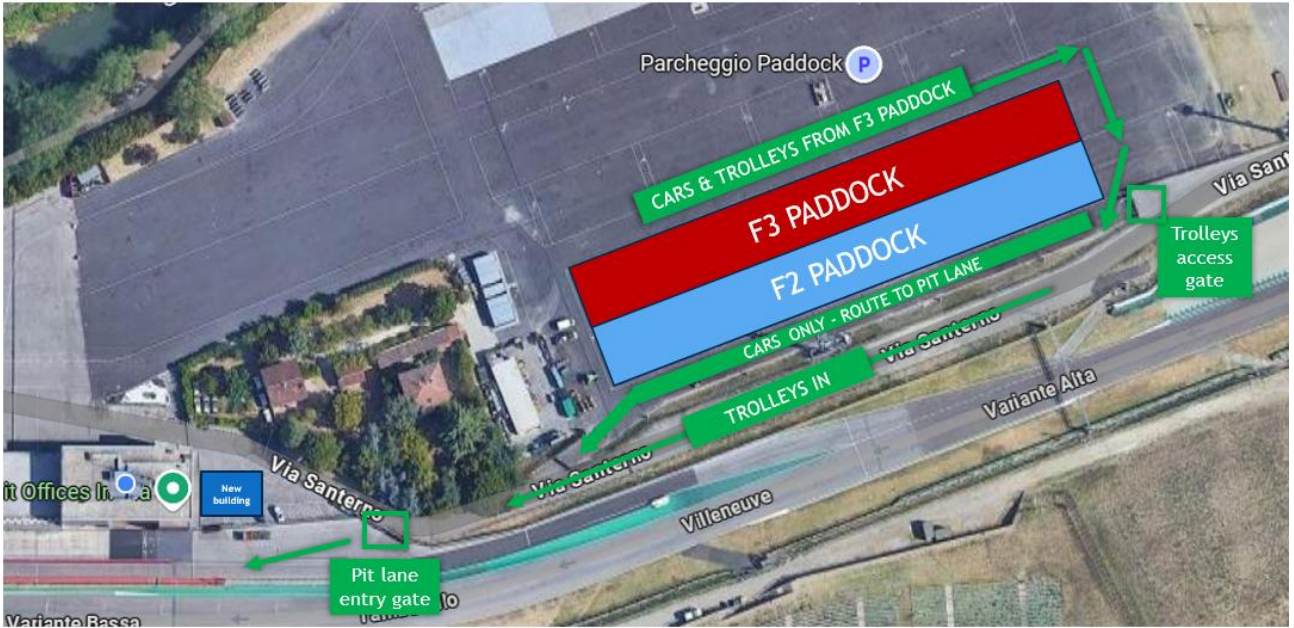 Parcheggio Paddock P
CARS & TROLLEYS FROM F3 PADDOCK
F3 PADDOCK
F2 PADDOCK
Via Sant
Trolleys
access
gate
CARS ONLY - ROUTE TO PIT LANE
Via Santerno
TROLLEYS IN
Variante Alta
Via Santerno
Via Santerno
it Offices
New
building
Villeneuve
Pit lane
entry gate
Variante Bassa